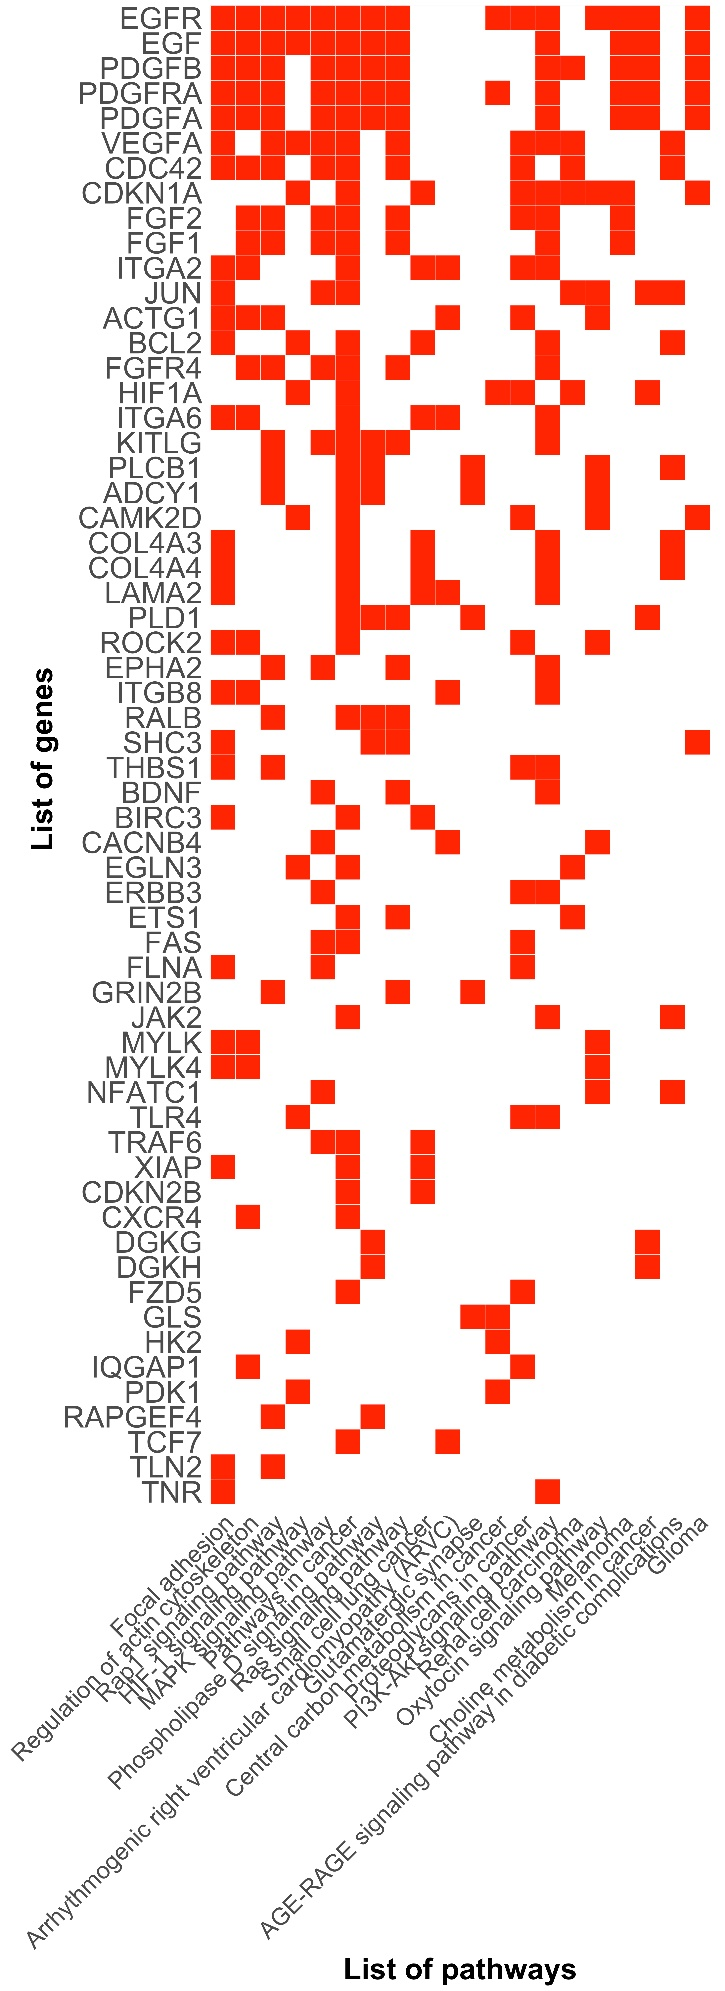 EGFR
EGF
PDGFB
PDGFRA
PDGFA
VEGFA
CDC42
CDKN1A
FGF2
FGF1
ITGA2
JUN
ACTG1
BCL2
FGFR4
HIF1A
ITGA6
KITLG
PLCB1
ADCY1
CAMK2D
COL4A3
COL4A4
LAMA2
PLD1
ROCK2
EPHA2
ITGB8
RALB
SHC3
THBS1
BDNF
BIRC3
CACNB4
EGLN3
ERBB3
ETS1
FAS
FLNA
GRIN2B
JAK2
MYLK
MYLK4
NFATC1
TLR4
TRAF6
XIAP
CDKN2B
CXCR4
DGKG
DGKH
FZD5
GLS
HK2
IQGAP1
PDK1
RAPGEF4
TCF7
TLN2
TNR
List of genes
Focal adhesion
Regulation of actin cytoskeleton
Rap1 signaling pathway
HIF-1 signaling pathway
MAPK signaling pathway
Pathways in cancer
Phospholipase D signaling pathway
Ras signaling pathway
Small cell lung cancer
Arrhythmogenic right ventricular cardiomyopathy (ARVC)
Glutamatergic synapse
Central carbon metabolism in cancer
Proteoglycans in cancer
PI3K-Akt signaling pathway
Renal cell carcinoma
Oxytocin signaling pathway
Melanoma
Choline metabolism in cancer
AGE-RAGE signaling pathway in diabetic complications
Glioma
List of pathways